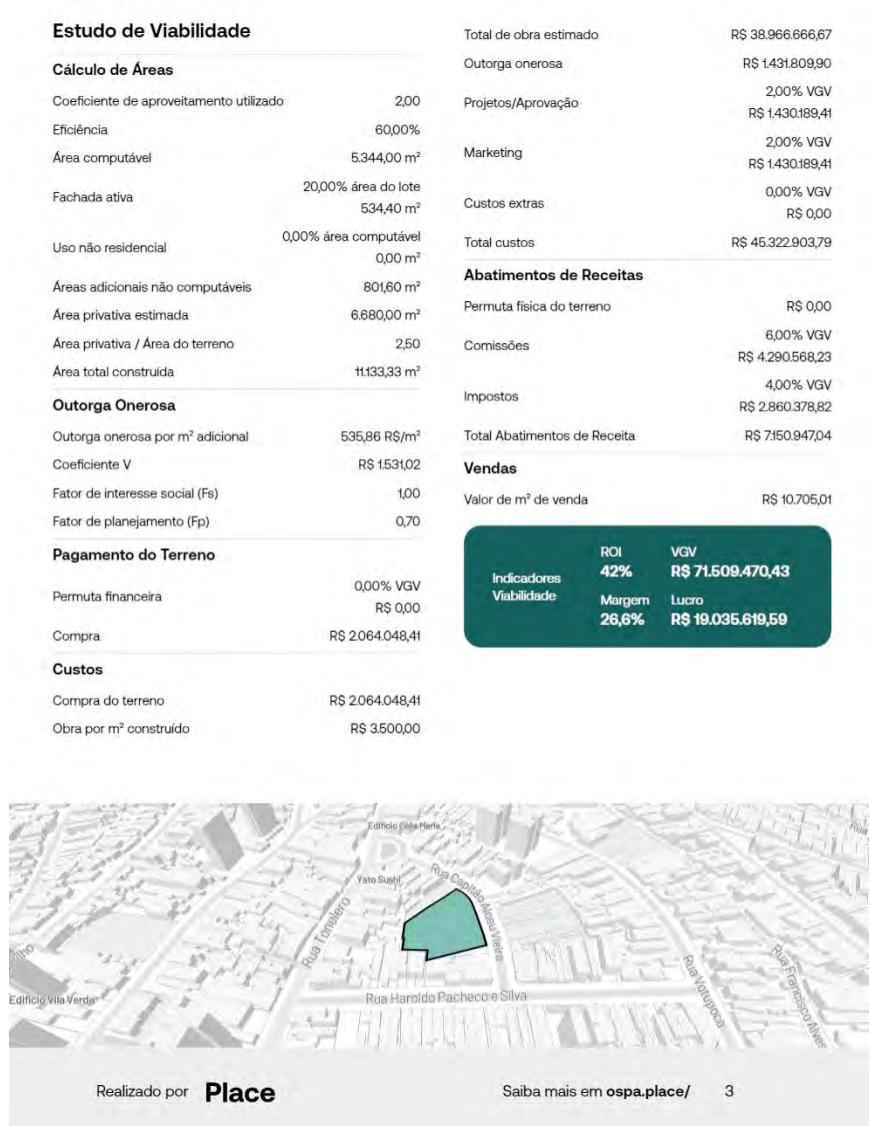 Estudo de Viabilidade
Cálculo de Áreas
Coeficiente de aproveitamento utilizado 2,00
Eficiência 60,00%
Área computável 5.344,00 m²
Fachada ativa 20,00% área do lote
534,40 m²
Uso não residencial 0,00% área computável
0,00 m²
Áreas adicionais não computáveis 801,60 m²
Área privativa estimada 6.680,00 m²
Área privativa / Área do terreno 2,50
Área total construída 11.133,33 m²
Outorga Onerosa
Outorga onerosa por m² adicional 535,86 R$/m²
Coeficiente V R$ 1.531,02
Fator de interesse social (Fs) 1,00
Fator de planejamento (Fp) 0,70
Pagamento do Terreno
Permuta financeira 0,00% VGV
R$ 0,00
Compra R$ 2.064.048,41
Custos
Compra do terreno R$ 2.064.048,41
Obra por m² construído R$ 3.500,00
Total de obra estimado R$ 38.966.666,67
Outorga onerosa R$ 1.431.809,90
Projetos/Aprovação 2,00% VGV
R$ 1.430.189,41
Marketing 2,00% VGV
R$ 1.430.189,41
Custos extras 0,00% VGV
R$ 0,00
Total custos R$ 45.322.903,79
Abatimentos de Receitas
Permuta física do terreno R$ 0,00
Comissões 6,00% VGV
R$ 4.290.568,23
Impostos 4,00% VGV
R$ 2.860.378,82
Total Abatimentos de Receita R$ 7.150.947,04
Vendas
Valor de m² de venda R$ 10.705,01
Indicadores
Viabilidade
ROI
42%
VGV
R$ 71.509.470,43
Margem
26,6%
Lucro
R$ 19.035.619,59
Edifício Célia Maria
Yato Sushi
Rua Capitão Alceu Vieira
Rua Tonelero
Rua Haroldo Pacheco e Silva
Rua Votupoca
Rua Francisco Alves
Rua
Edifício Vila Verde
Realizado por Place
Saiba mais em ospa.place/ 3